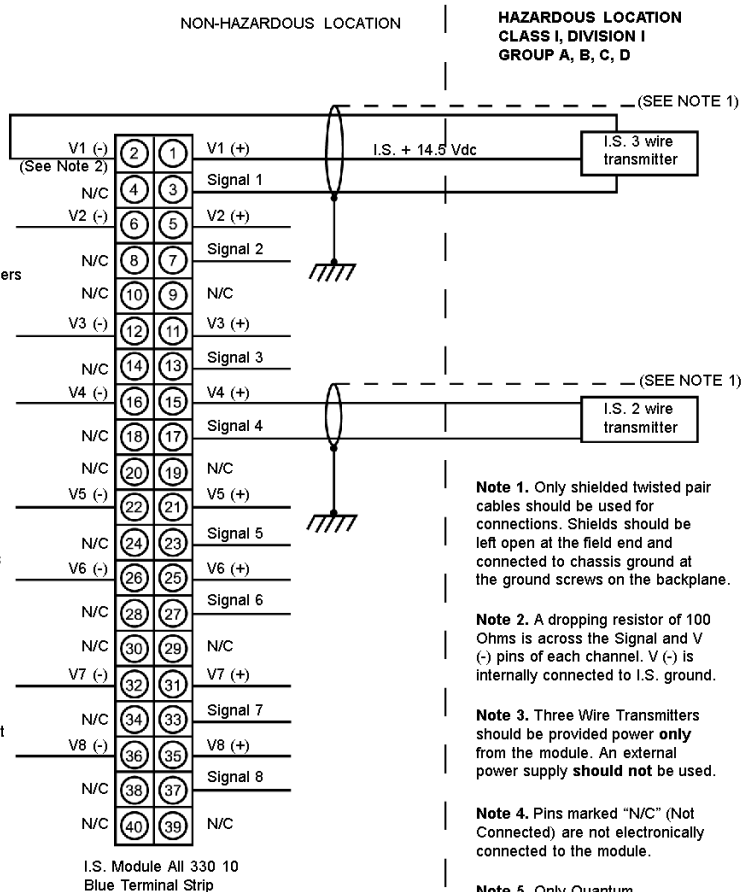 NON-HAZARDOUS LOCATION
HAZARDOUS LOCATION
CLASS I, DIVISION I
GROUP A, B, C, D
(SEE NOTE 1)
V1 (-) 2 1 V1 (+)
I.S. + 14.5 Vdc
I.S. 3 wire
transmitter
(See Note 2)
N/C 4 3 Signal 1
V2 (-) 6 5 V2 (+)
N/C 8 7 Signal 2
ers
N/C 10 9 N/C
V3 (-) 12 11 V3 (+)
N/C 14 13 Signal 3
(SEE NOTE 1)
V4 (-) 16 15 V4 (+)
I.S. 2 wire
transmitter
N/C 18 17 Signal 4
N/C 20 19 N/C
V5 (-) 22 21 V5 (+)
N/C 24 23 Signal 5
V6 (-) 26 25 V6 (+)
N/C 28 27 Signal 6
N/C 30 29 N/C
V7 (-) 32 31 V7 (+)
N/C 34 33 Signal 7
t
V8 (-) 36 35 V8 (+)
N/C 38 37 Signal 8
N/C 40 39 N/C
I.S. Module AII 330 10
Blue Terminal Strip
Note 1. Only shielded twisted pair
cables should be used for
connections. Shields should be
left open at the field end and
connected to chassis ground at
the ground screws on the backplane.
Note 2. A dropping resistor of 100
Ohms is across the Signal and V
(-) pins of each channel. V (-) is
internally connected to I.S. ground.
Note 3. Three Wire Transmitters
should be provided power only
from the module. An external
power supply should not be used.
Note 4. Pins marked “N/C” (Not
Connected) are not electronically
connected to the module.
Note 5. Only Quantum